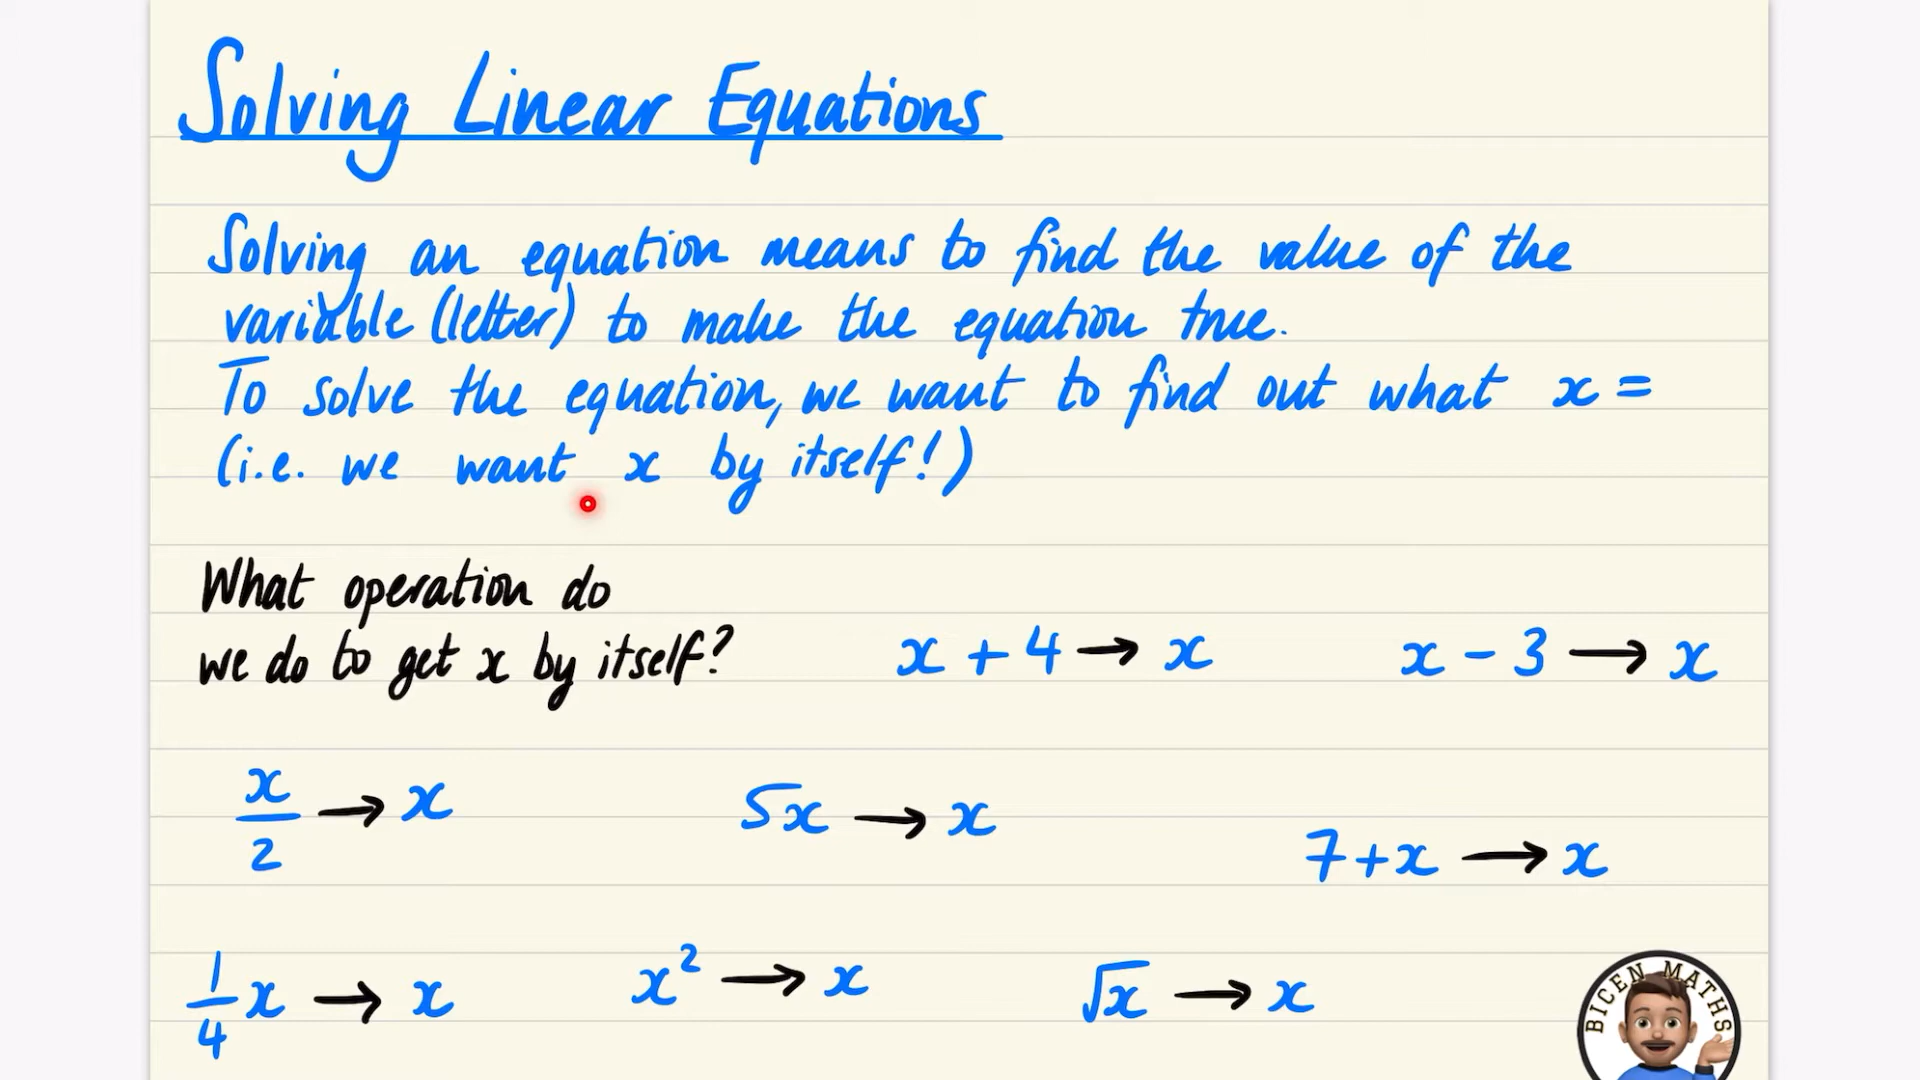 Solving Linear Equations
Solving an equation means to find the value of the
variable (letter) to make the equation true.
To solve the equation, we want to find out what x =
(i.e. we want x by itself!)
What operation do
we do to get x by itself?
x + 4 → x
x - 3 → x
x/2 → x
5x → x
7+x → x
1/4 x → x
x² → x
√x → x
BICEN MATHS